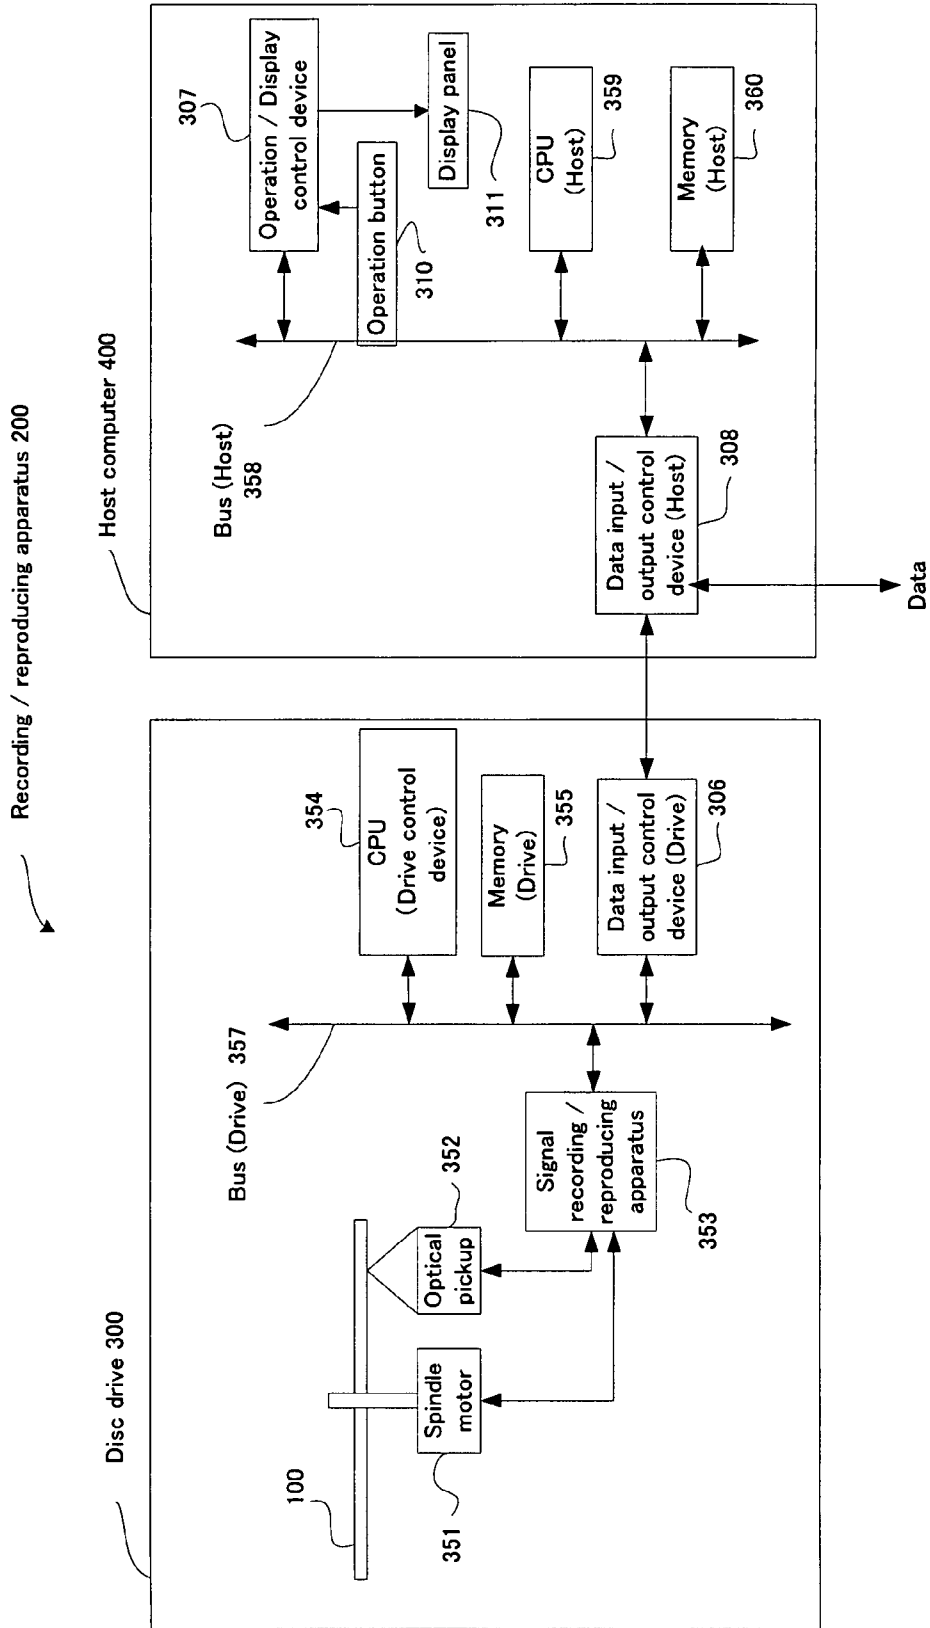 Recording / reproducing apparatus 200
Disc drive 300
100
Spindle
motor
351
Optical
pickup
352
Signal
recording /
reproducing
apparatus
353
Bus (Drive) 357
354
CPU
(Drive control
device)
Memory
(Drive)
355
Data input /
output control
device (Drive)
306
Host computer 400
Bus (Host)
358
307
Operation / Display
control device
Operation button
310
Display panel
311
CPU
(Host)
359
Memory
(Host)
360
Data input /
output control
device (Host)
308
Data